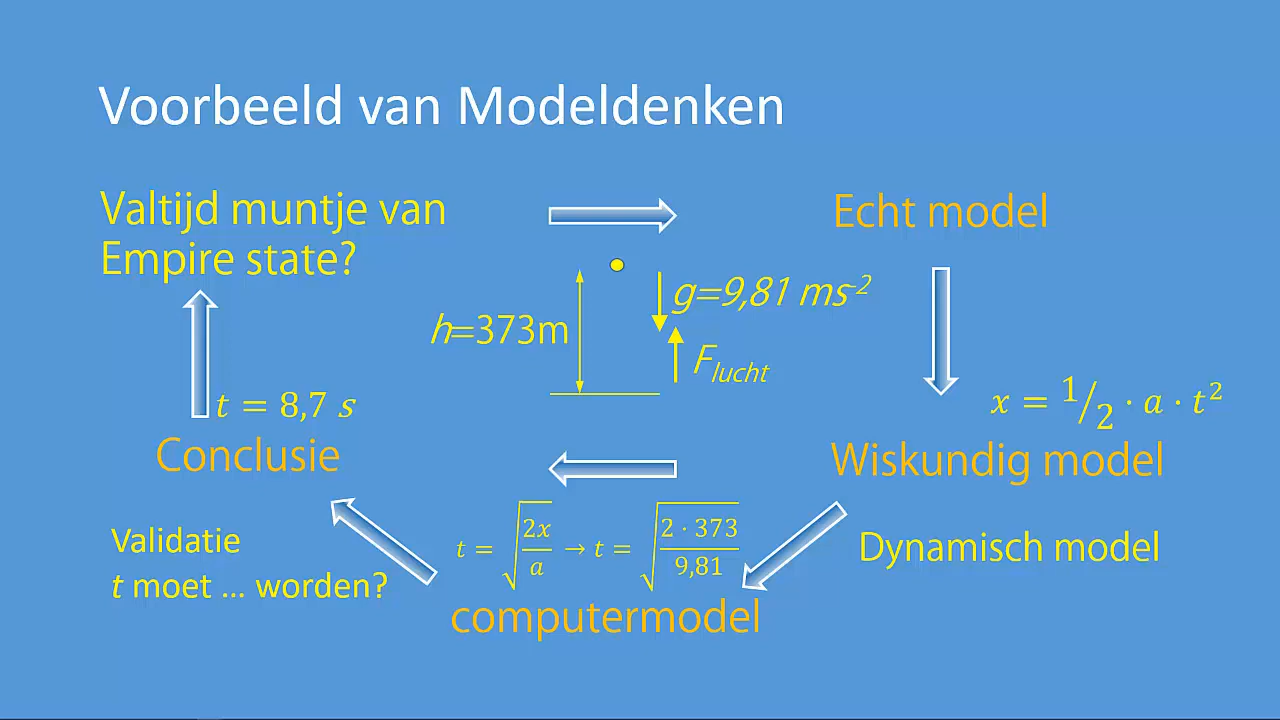 Voorbeeld van Modeldenken
Valtijd muntje van
Empire state?
Echt model
g=9,81 ms⁻²
h=373m
F_lucht
t = 8,7 s
x = 1/2 · a · t²
Conclusie
Wiskundig model
Validatie
t moet ... worden?
t = √(2x/a) → t = √(2 · 373/9,81)
Dynamisch model
computermodel